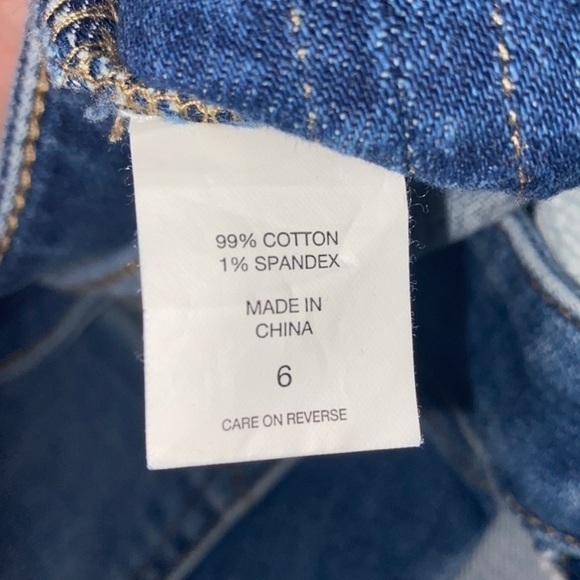 99% COTTON
1% SPANDEX
MADE IN
CHINA
6
CARE ON REVERSE